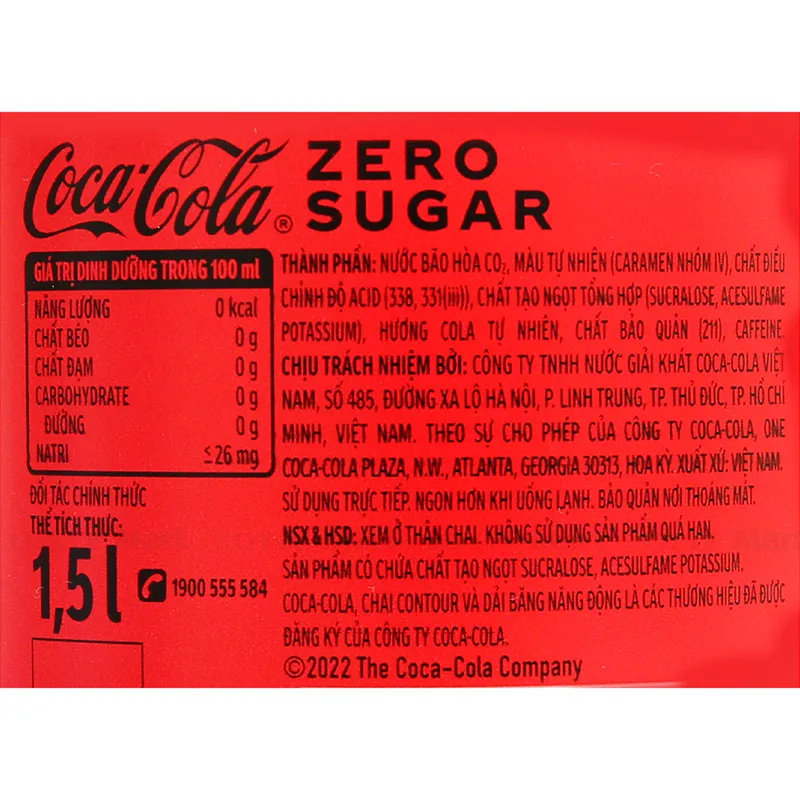 Coca-Cola® ZERO
SUGAR
GIÁ TRỊ DINH DƯỠNG TRONG 100 ml
NĂNG LƯỢNG 0 kcal
CHẤT BÉO 0 g
CHẤT ĐẠM 0 g
CARBOHYDRATE 0 g
ĐƯỜNG 0 g
NATRI ≤26 mg
ĐỐI TÁC CHÍNH THỨC
THỂ TÍCH THỰC:
1,5 l
1900 555 584
THÀNH PHẦN: NƯỚC BÃO HÒA CO₂, MÀU TỰ NHIÊN (CARAMEN NHÓM IV), CHẤT ĐIỀU
CHỈNH ĐỘ ACID (338, 331(iii)), CHẤT TẠO NGỌT TỔNG HỢP (SUCRALOSE, ACESULFAME
POTASSIUM), HƯƠNG COLA TỰ NHIÊN, CHẤT BẢO QUẢN (211), CAFFEINE.
CHỊU TRÁCH NHIỆM BỞI: CÔNG TY TNHH NƯỚC GIẢI KHÁT COCA-COLA VIỆT
NAM, SỐ 485, ĐƯỜNG XA LỘ HÀ NỘI, P. LINH TRUNG, TP. THỦ ĐỨC, TP. HỒ CHÍ
MINH, VIỆT NAM. THEO SỰ CHO PHÉP CỦA CÔNG TY COCA-COLA, ONE
COCA-COLA PLAZA, N.W., ATLANTA, GEORGIA 30313, HOA KỲ. XUẤT XỨ: VIỆT NAM.
SỬ DỤNG TRỰC TIẾP. NGON HƠN KHI UỐNG LẠNH. BẢO QUẢN NƠI THOÁNG MÁT.
NSX & HSD: XEM Ở THÂN CHAI. KHÔNG SỬ DỤNG SẢN PHẨM QUÁ HẠN.
SẢN PHẨM CÓ CHỨA CHẤT TẠO NGỌT SUCRALOSE, ACESULFAME POTASSIUM.
COCA-COLA, CHAI CONTOUR VÀ DẢI BĂNG NĂNG ĐỘNG LÀ CÁC THƯƠNG HIỆU ĐÃ ĐƯỢC
ĐĂNG KÝ CỦA CÔNG TY COCA-COLA.
©2022 The Coca-Cola Company